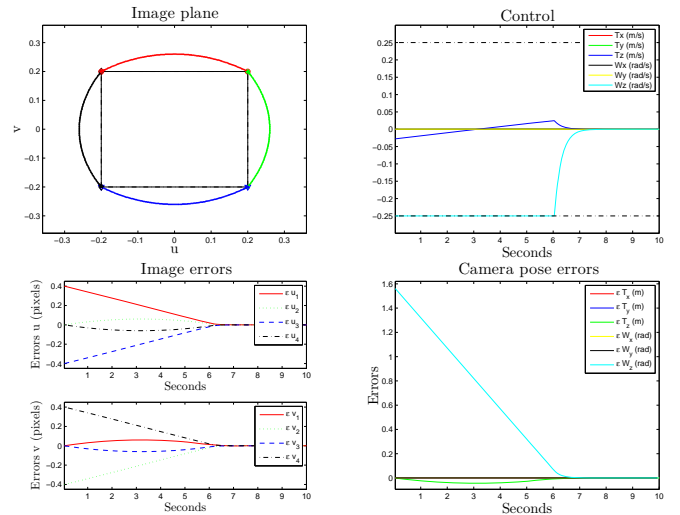 Image plane
v
0.3
0.2
0.1
0
−0.1
−0.2
−0.3
−0.3 −0.2 −0.1 0 0.1 0.2 0.3
u
Control
0.25
0.2
0.15
0.1
0.05
0
−0.05
−0.1
−0.15
−0.2
−0.25
1 2 3 4 5 6 7 8 9 10
Seconds
Tx (m/s)
Ty (m/s)
Tz (m/s)
Wx (rad/s)
Wy (rad/s)
Wz (rad/s)
Image errors
Errors u (pixels)
0.4
0.2
0
−0.2
−0.4
1 2 3 4 5 6 7 8 9 10
Seconds
ε u1
ε u2
ε u3
ε u4
Errors v (pixels)
0.4
0.2
0
−0.2
−0.4
1 2 3 4 5 6 7 8 9 10
Seconds
ε v1
ε v2
ε v3
ε v4
Camera pose errors
Errors
1.6
1.4
1.2
1
0.8
0.6
0.4
0.2
0
1 2 3 4 5 6 7 8 9 10
Seconds
ε Tx (m)
ε Ty (m)
ε Tz (m)
ε Wx (rad)
ε Wy (rad)
ε Wz (rad)